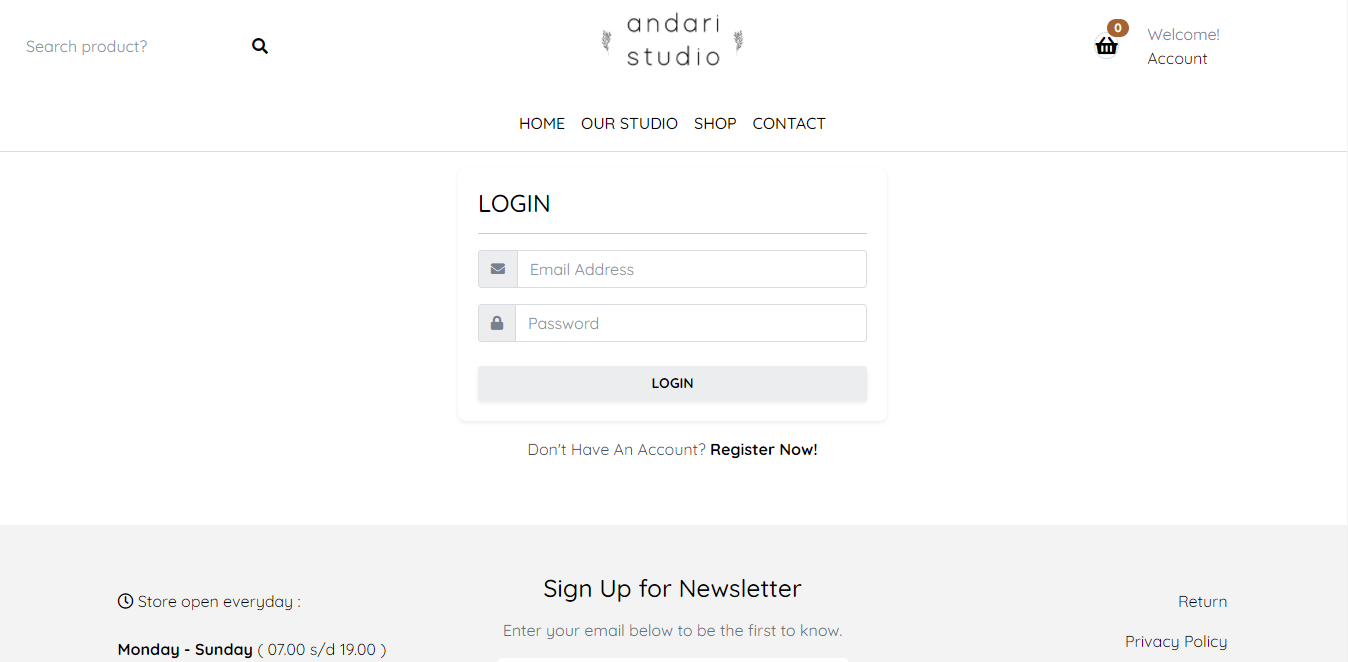 Search product?
andari
studio
0
Welcome!
Account
HOME OUR STUDIO SHOP CONTACT
LOGIN
Email Address
Password
LOGIN
Don't Have An Account? Register Now!
Store open everyday :
Monday - Sunday ( 07.00 s/d 19.00 )
Sign Up for Newsletter
Enter your email below to be the first to know.
Return
Privacy Policy